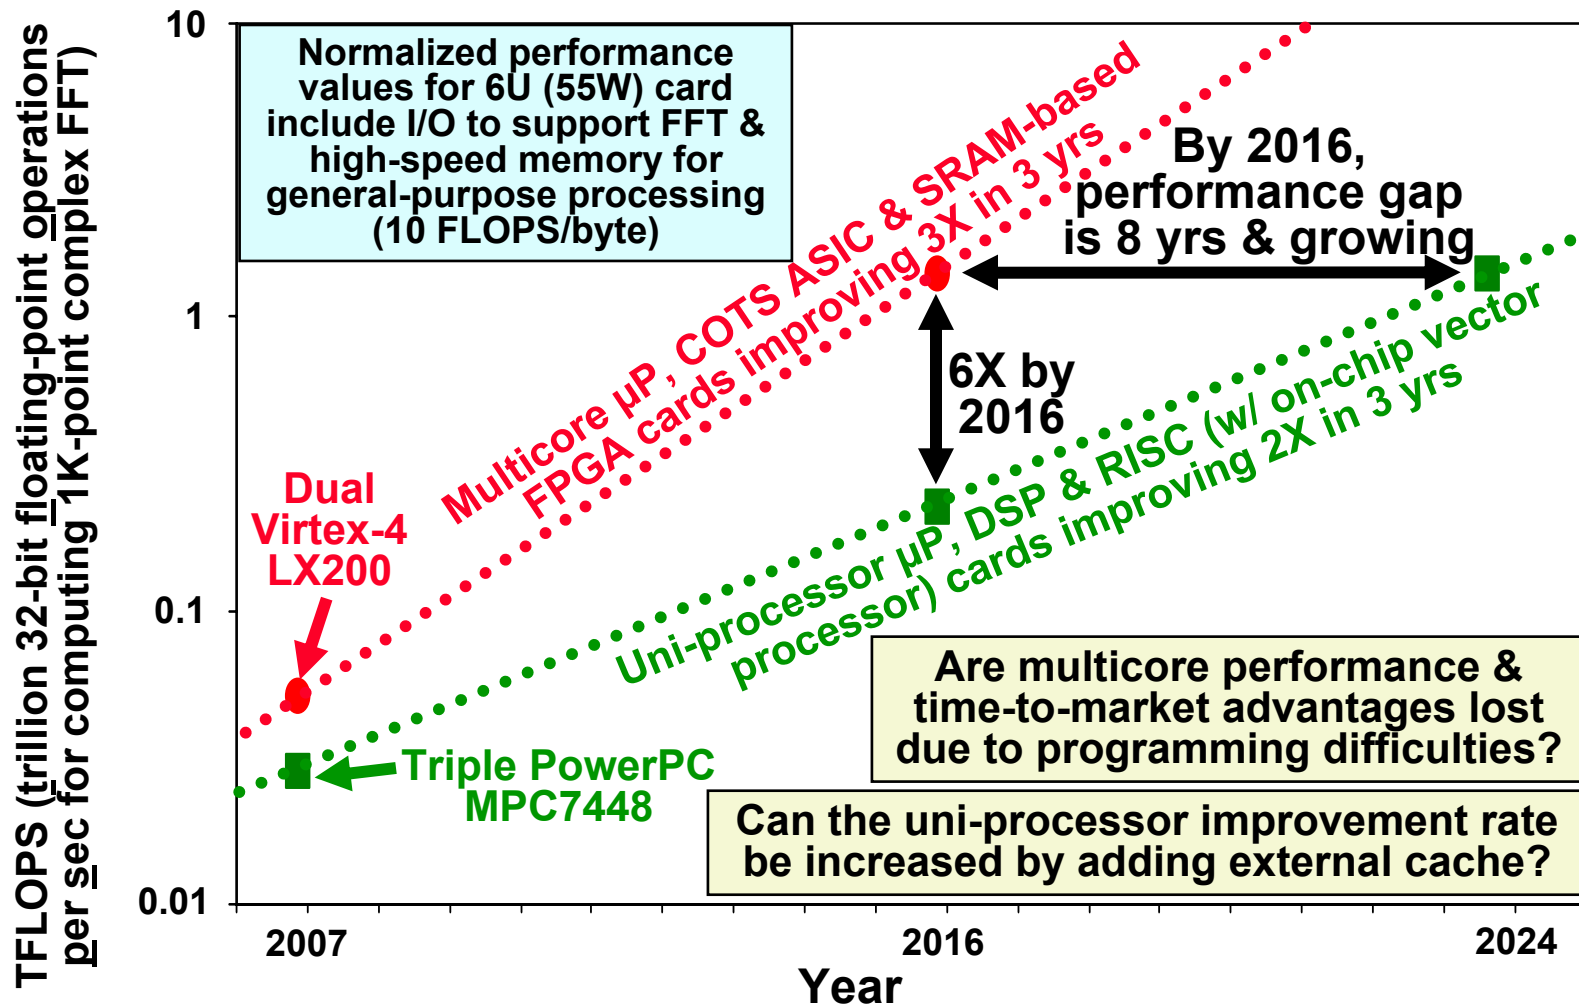 TFLOPS (trillion 32-bit floating-point operations
per sec for computing 1K-point complex FFT)
10
1
0.1
0.01
Normalized performance
values for 6U (55W) card
include I/O to support FFT &
high-speed memory for
general-purpose processing
(10 FLOPS/byte)
Multicore µP, COTS ASIC & SRAM-based
FPGA cards improving 3X in 3 yrs
By 2016,
performance gap
is 8 yrs & growing
6X by
2016
Dual
Virtex-4
LX200
Uni-processor µP, DSP & RISC (w/ on-chip vector
processor) cards improving 2X in 3 yrs
Triple PowerPC
MPC7448
Are multicore performance &
time-to-market advantages lost
due to programming difficulties?
Can the uni-processor improvement rate
be increased by adding external cache?
2007
2016
2024
Year